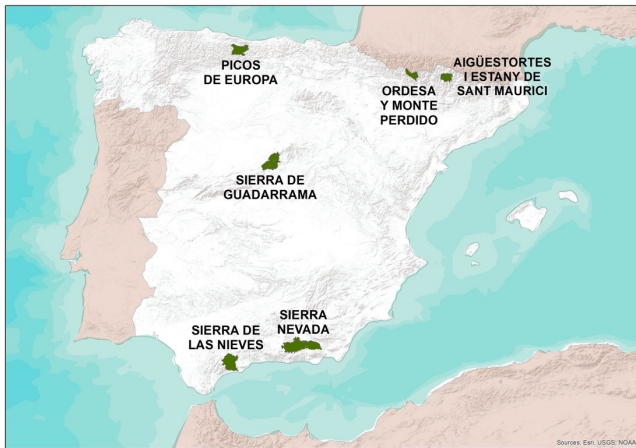 PICOS
DE EUROPA
AIGÜESTORTES
I ESTANY DE
SANT MAURICI
ORDESA
Y MONTE
PERDIDO
SIERRA DE
GUADARRAMA
SIERRA
NEVADA
SIERRA DE
LAS NIEVES
Sources: Esri, USGS, NOAA